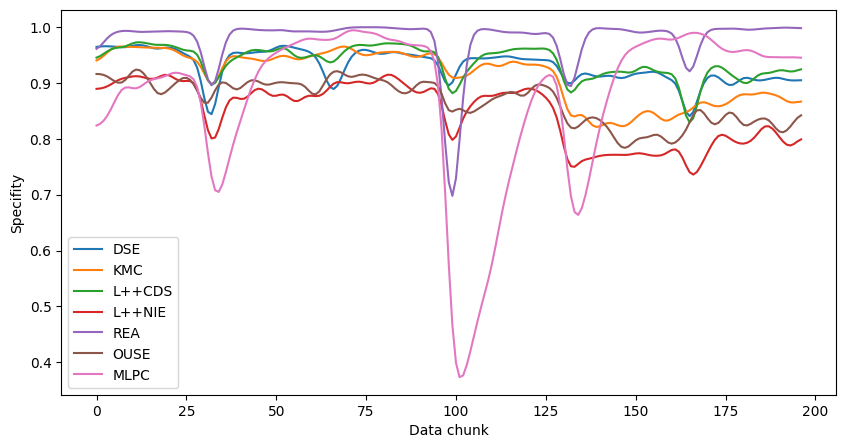 1.0
0.9
0.8
0.7
0.6
0.5
0.4
Specifity
DSE
KMC
L++CDS
L++NIE
REA
OUSE
MLPC
0 25 50 75 100 125 150 175 200
Data chunk